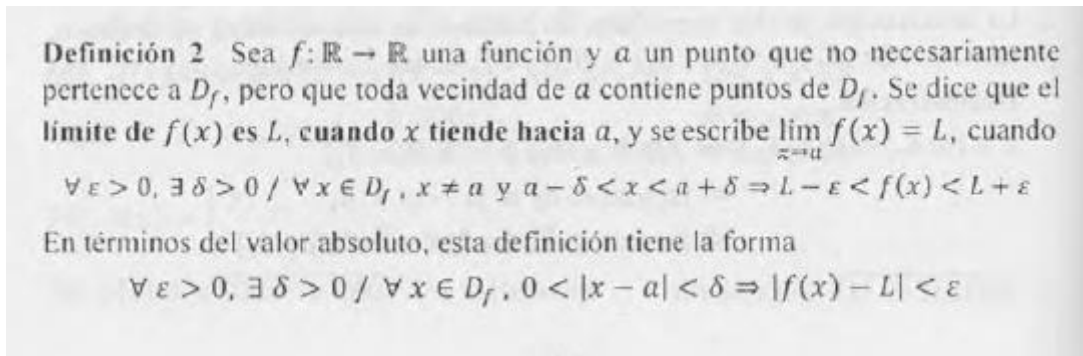 Definición 2 Sea f: ℝ → ℝ una función y a un punto que no necesariamente
pertenece a D_f, pero que toda vecindad de a contiene puntos de D_f. Se dice que el
límite de f(x) es L, cuando x tiende hacia a, y se escribe lim_{x→a} f(x) = L, cuando
∀ ε > 0, ∃ δ > 0 / ∀ x ∈ D_f, x ≠ a y a − δ < x < a + δ ⇒ L − ε < f(x) < L + ε
En términos del valor absoluto, esta definición tiene la forma
∀ ε > 0, ∃ δ > 0 / ∀ x ∈ D_f, 0 < |x − a| < δ ⇒ |f(x) − L| < ε